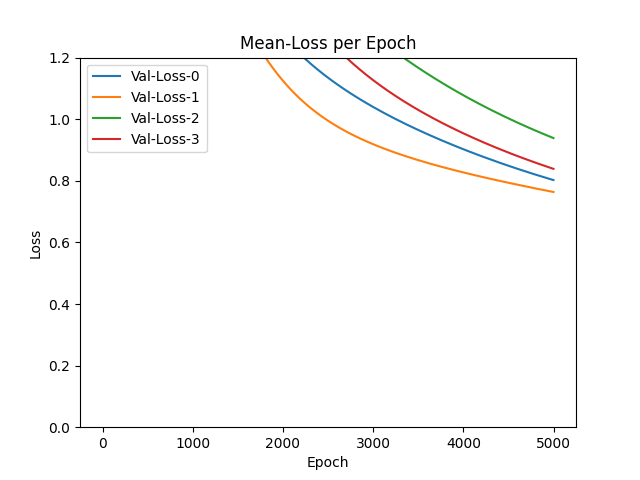 Mean-Loss per Epoch
1.2
1.0
0.8
0.6
0.4
0.2
0.0
Loss
Val-Loss-0
Val-Loss-1
Val-Loss-2
Val-Loss-3
0 1000 2000 3000 4000 5000
Epoch